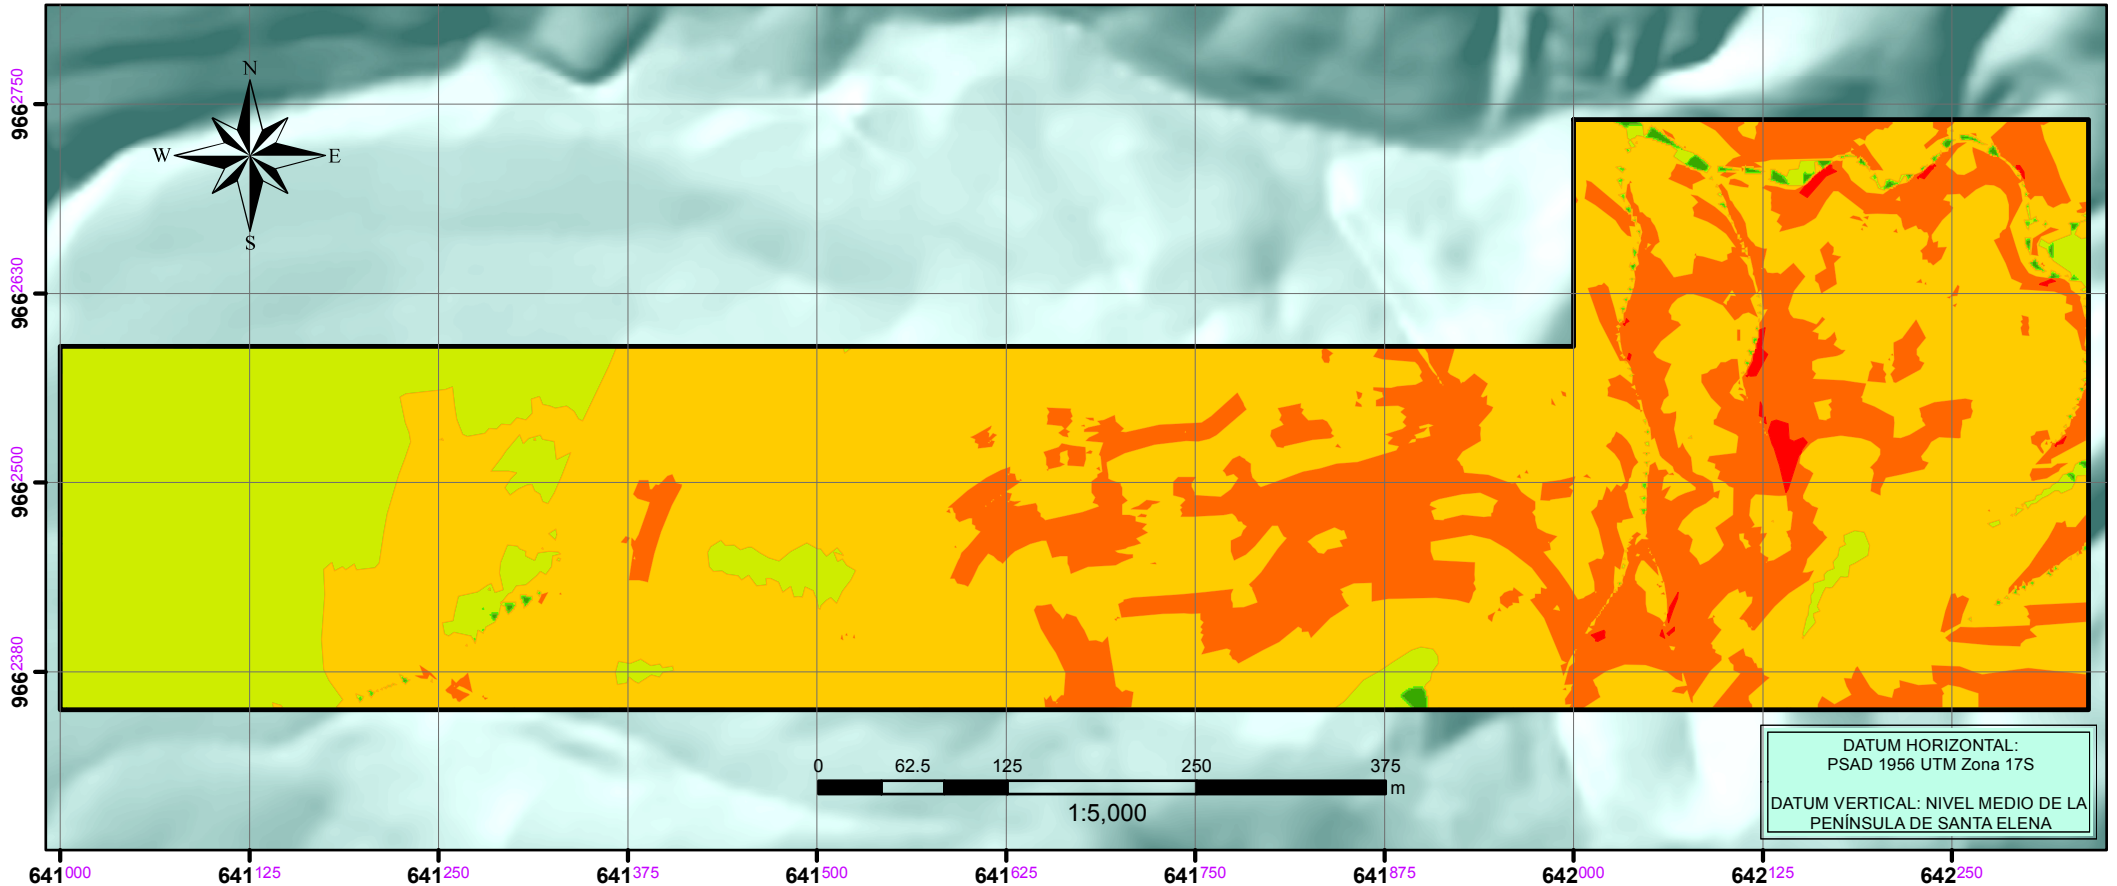 N
W E
S
9662750
9662630
9662500
9662380
0 62.5 125 250 375
m
1:5,000
DATUM HORIZONTAL:
PSAD 1956 UTM Zona 17S
DATUM VERTICAL: NIVEL MEDIO DE LA
PENÍNSULA DE SANTA ELENA
641000 641125 641250 641375 641500 641625 641750 641875 642000 642125 642250